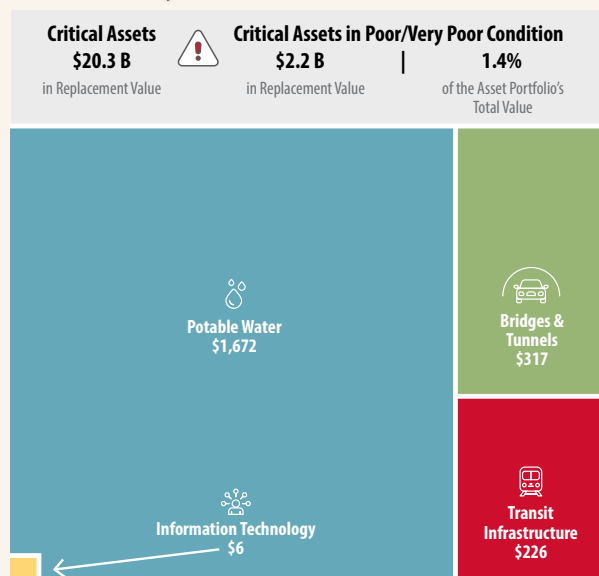 Critical Assets
$20.3 B
in Replacement Value
Critical Assets in Poor/Very Poor Condition
$2.2 B | 1.4%
in Replacement Value
of the Asset Portfolio's
Total Value
Potable Water
$1,672
Bridges &
Tunnels
$317
Information Technology
$6
Transit
Infrastructure
$226